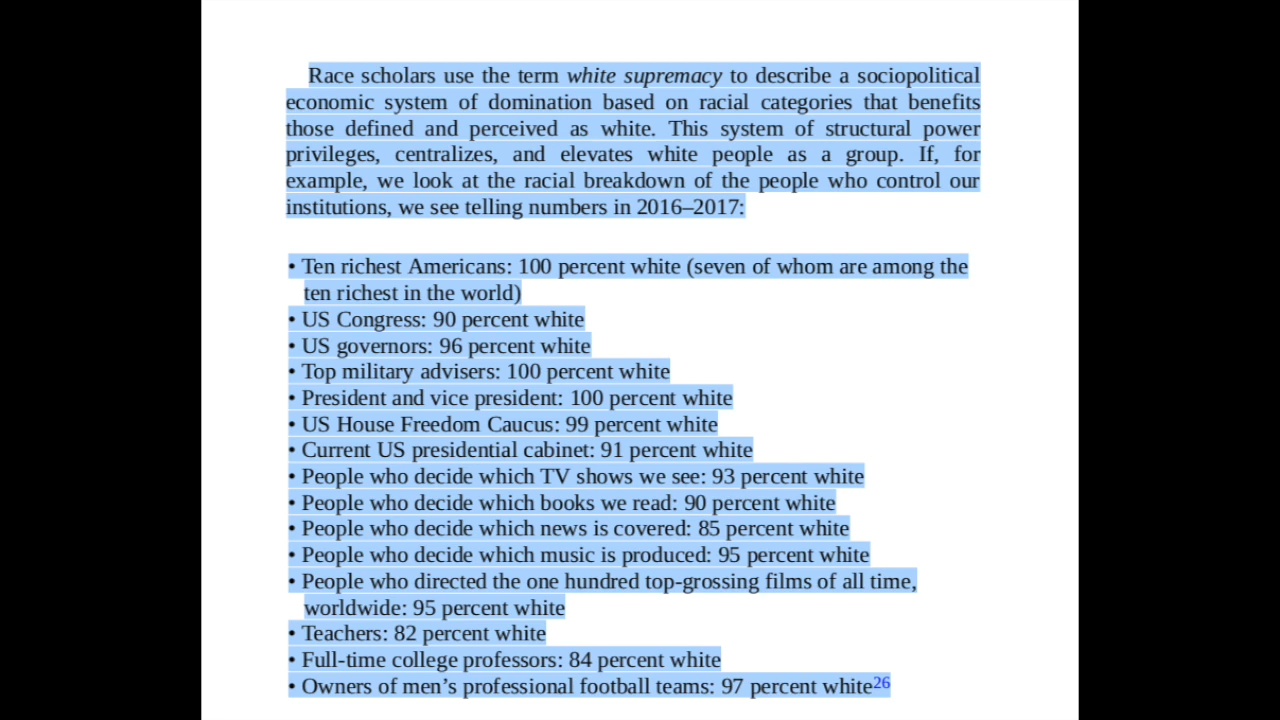 Race scholars use the term white supremacy to describe a sociopolitical
economic system of domination based on racial categories that benefits
those defined and perceived as white. This system of structural power
privileges, centralizes, and elevates white people as a group. If, for
example, we look at the racial breakdown of the people who control our
institutions, we see telling numbers in 2016–2017:
• Ten richest Americans: 100 percent white (seven of whom are among the
ten richest in the world)
• US Congress: 90 percent white
• US governors: 96 percent white
• Top military advisers: 100 percent white
• President and vice president: 100 percent white
• US House Freedom Caucus: 99 percent white
• Current US presidential cabinet: 91 percent white
• People who decide which TV shows we see: 93 percent white
• People who decide which books we read: 90 percent white
• People who decide which news is covered: 85 percent white
• People who decide which music is produced: 95 percent white
• People who directed the one hundred top-grossing films of all time,
worldwide: 95 percent white
• Teachers: 82 percent white
• Full-time college professors: 84 percent white
• Owners of men’s professional football teams: 97 percent white26